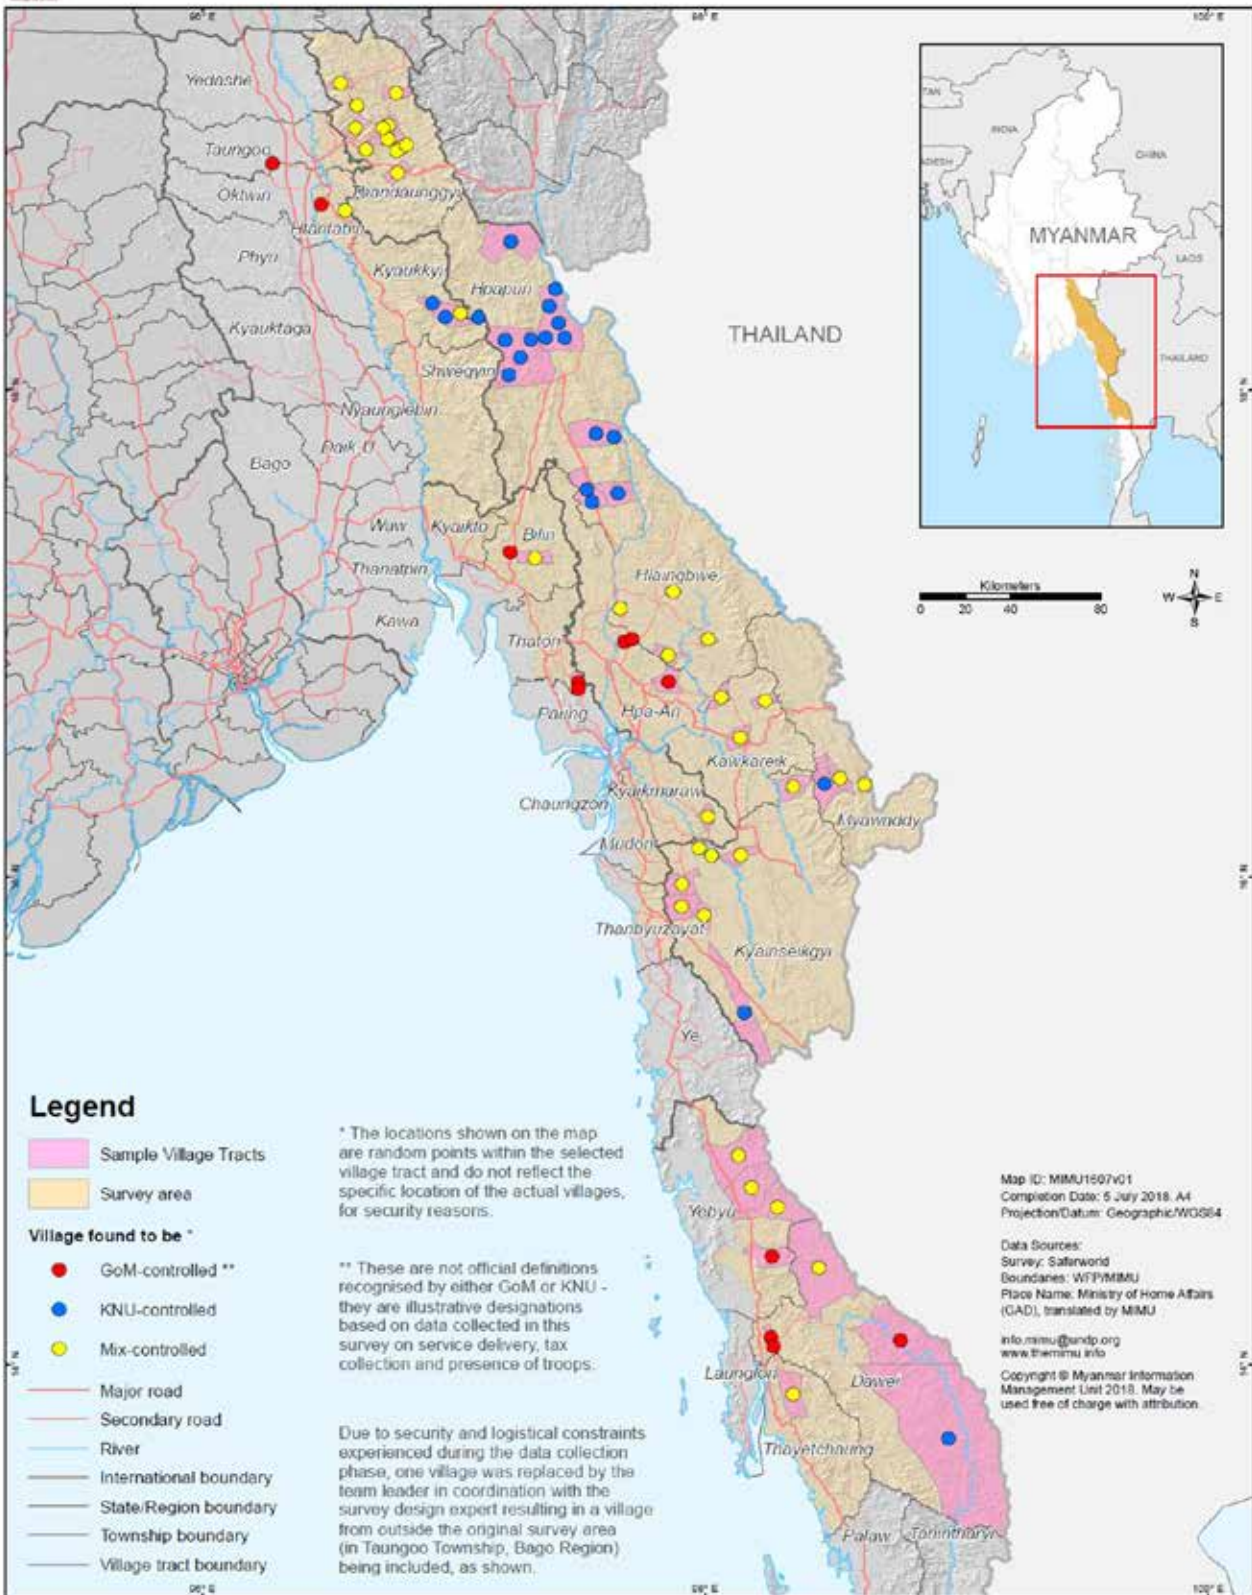 96° E
98° E
100° E
Yedashe
Taungoo
Oktwin
Thandaunggyi
Htantabin
Phyu
Kyaukkyi
Hpapun
Kyauktaga
Shwegyin
Nyaunglebin
Daik-U
Bago
Waw
Kyaikto
Bilin
Thanatpin
Kawa
Hlaingbwe
Thaton
Paung
Hpa-An
Kawkareik
Chaungzon
Kyaikmaraw
Myawaddy
Mudon
Thanbyuzayat
Kyainseikgyi
Ye
Yebyu
Launglon
Dawei
Thayetchaung
Palaw
Tanintharyi
THAILAND
INDIA
CHINA
MYANMAR
LAOS
THAILAND
Kilometers
0 20 40 80
N
W E
S
18° N
16° N
14° N
Legend
Sample Village Tracts
Survey area
Village found to be *
GoM-controlled **
KNU-controlled
Mix-controlled
Major road
Secondary road
River
International boundary
State/Region boundary
Township boundary
Village tract boundary
* The locations shown on the map
are random points within the selected
village tract and do not reflect the
specific location of the actual villages,
for security reasons.
** These are not official definitions
recognised by either GoM or KNU -
they are illustrative designations
based on data collected in this
survey on service delivery, tax
collection and presence of troops.
Due to security and logistical constraints
experienced during the data collection
phase, one village was replaced by the
team leader in coordination with the
survey design expert resulting in a village
from outside the original survey area
(in Taungoo Township, Bago Region)
being included, as shown.
Map ID: MIMU1607v01
Completion Date: 5 July 2018. A4
Projection/Datum: Geographic/WGS84
Data Sources:
Survey: Saferworld
Boundaries: WFP/MIMU
Place Name: Ministry of Home Affairs
(GAD), translated by MIMU
info.mimu@undp.org
www.themimu.info
Copyright © Myanmar Information
Management Unit 2018. May be
used free of charge with attribution.
96° E
98° E
100° E